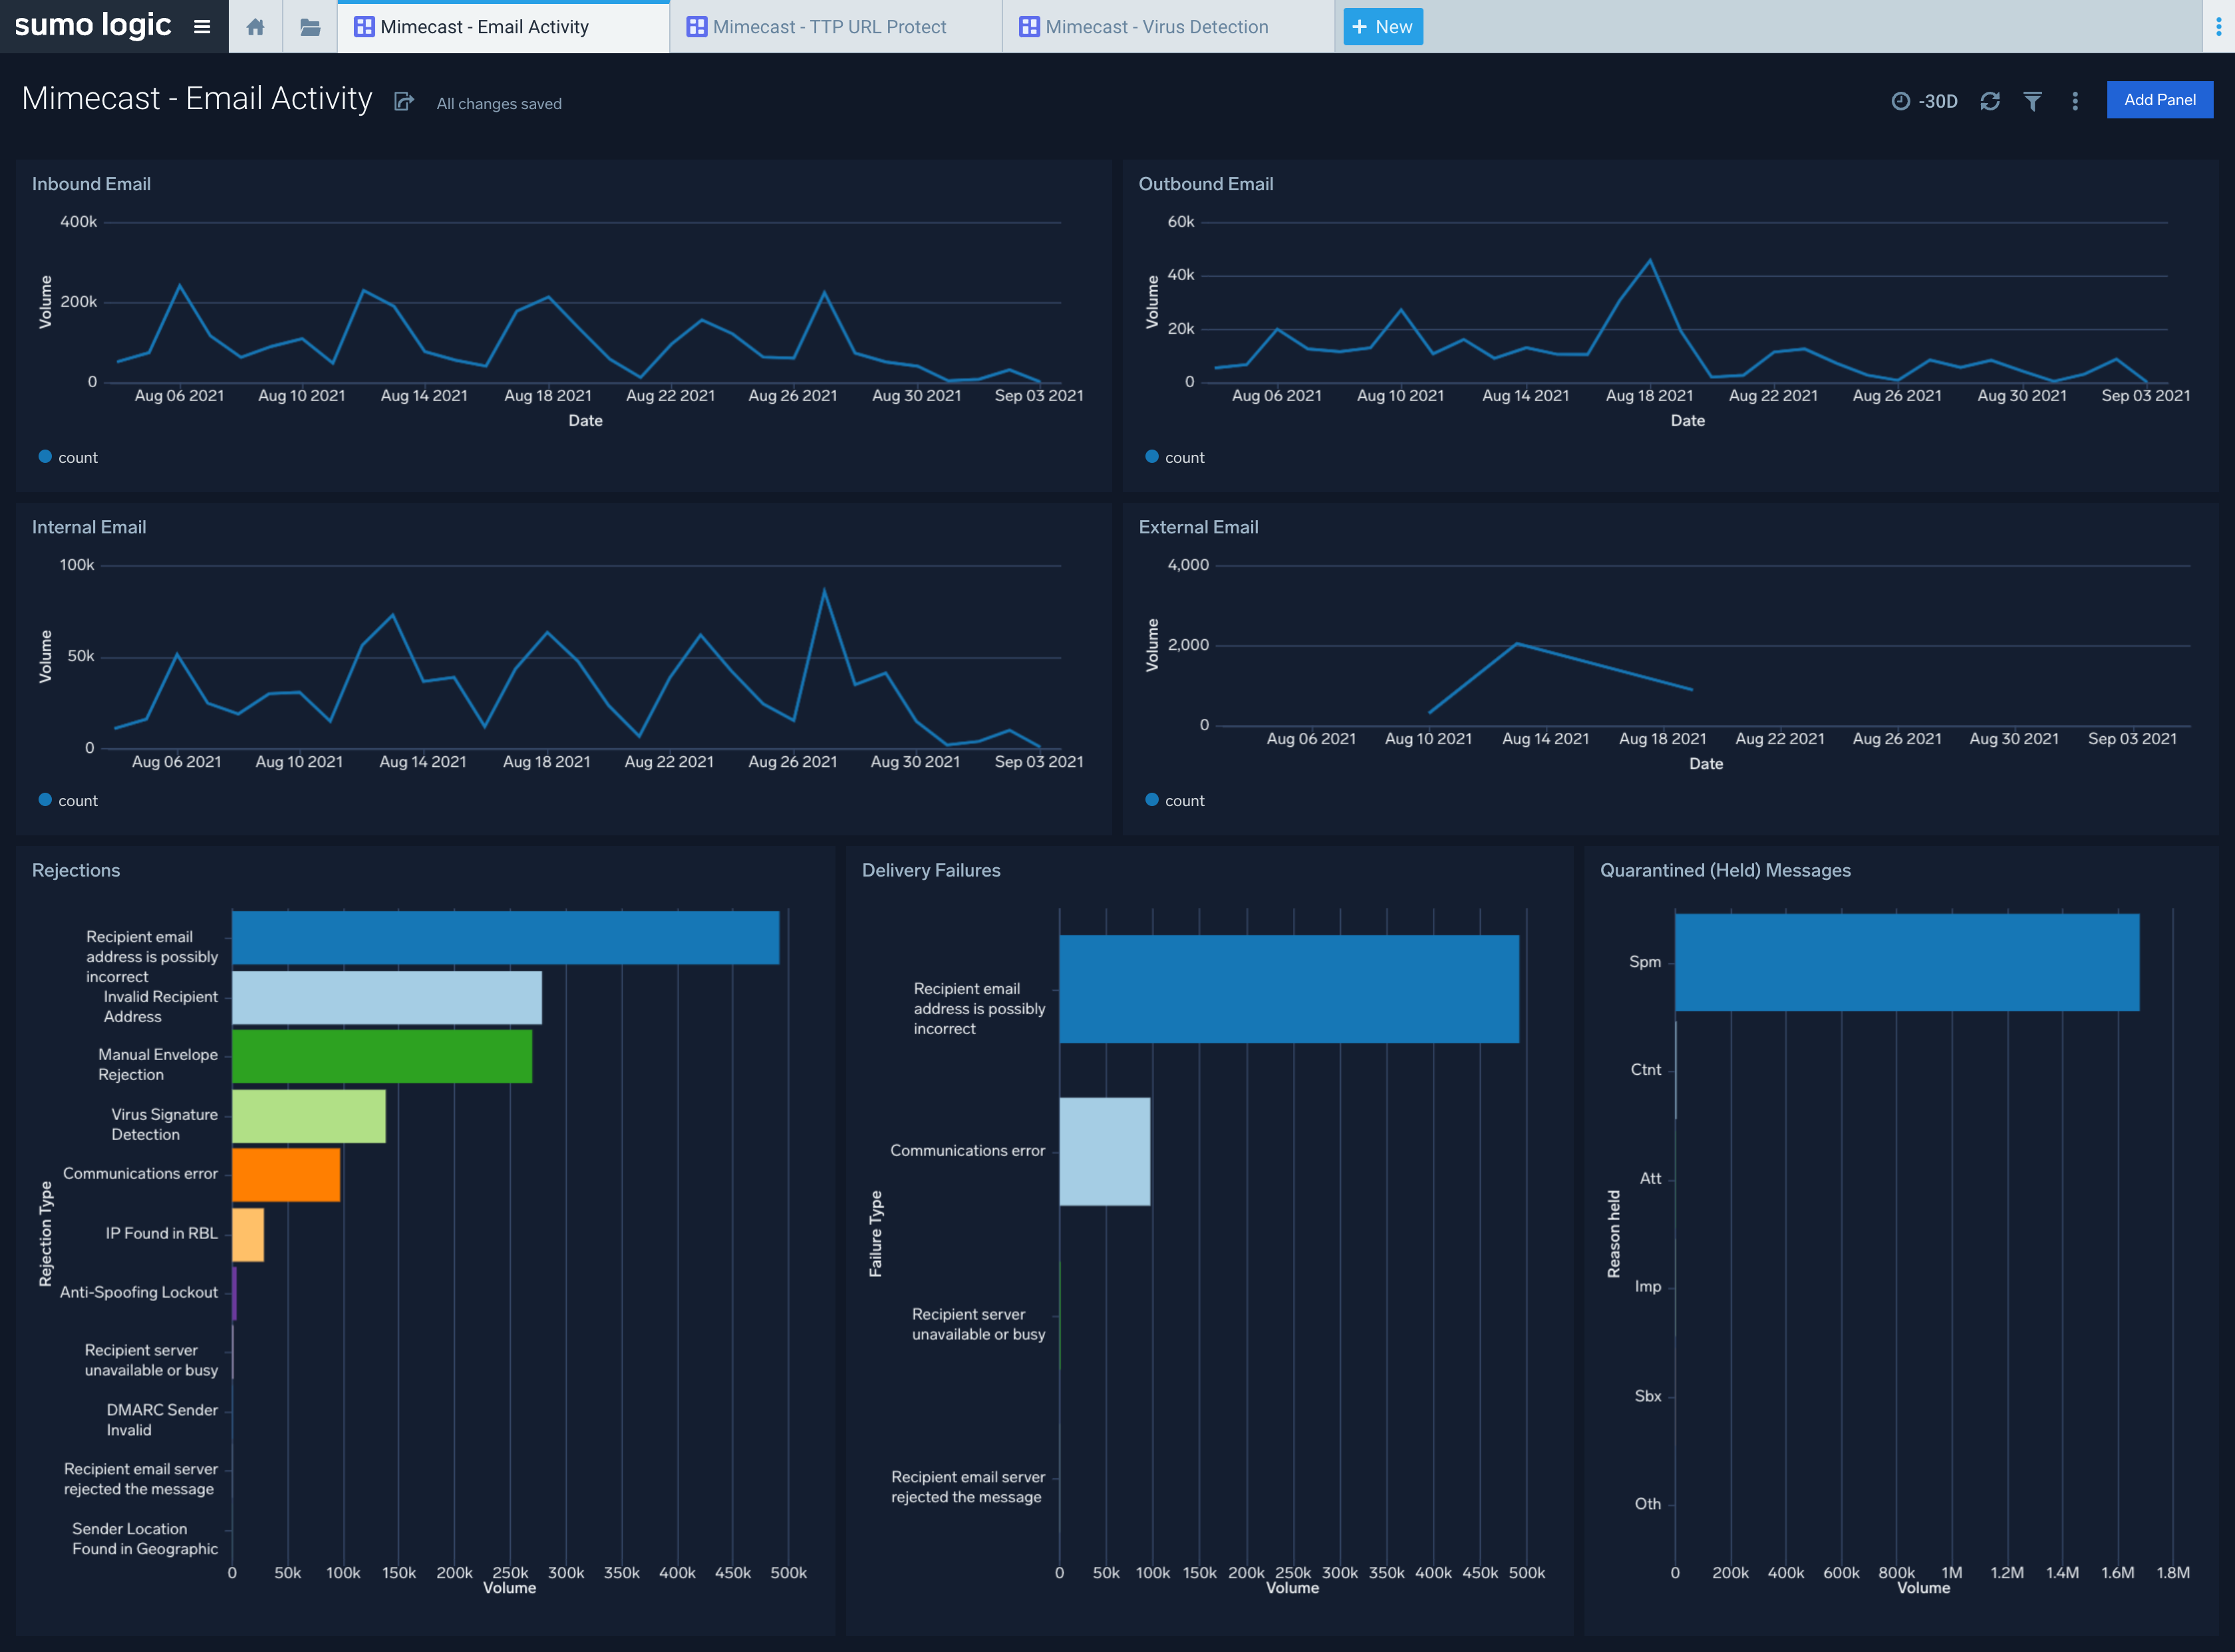 sumo logic
Mimecast - Email Activity
Mimecast - TTP URL Protect
Mimecast - Virus Detection
+ New
Mimecast - Email Activity
All changes saved
-30D
Add Panel
Inbound Email
400k
200k
0
Volume
Aug 06 2021 Aug 10 2021 Aug 14 2021 Aug 18 2021 Aug 22 2021 Aug 26 2021 Aug 30 2021 Sep 03 2021
Date
count
Outbound Email
60k
40k
20k
0
Volume
Aug 06 2021 Aug 10 2021 Aug 14 2021 Aug 18 2021 Aug 22 2021 Aug 26 2021 Aug 30 2021 Sep 03 2021
Date
count
Internal Email
100k
50k
0
Volume
Aug 06 2021 Aug 10 2021 Aug 14 2021 Aug 18 2021 Aug 22 2021 Aug 26 2021 Aug 30 2021 Sep 03 2021
count
External Email
4,000
2,000
0
Volume
Aug 06 2021 Aug 10 2021 Aug 14 2021 Aug 18 2021 Aug 22 2021 Aug 26 2021 Aug 30 2021 Sep 03 2021
Date
count
Rejections
Rejection Type
Recipient email
address is possibly
incorrect
Invalid Recipient
Address
Manual Envelope
Rejection
Virus Signature
Detection
Communications error
IP Found in RBL
Anti-Spoofing Lockout
Recipient server
unavailable or busy
DMARC Sender
Invalid
Recipient email server
rejected the message
Sender Location
Found in Geographic
0 50k 100k 150k 200k 250k 300k 350k 400k 450k 500k
Volume
Delivery Failures
Failure Type
Recipient email
address is possibly
incorrect
Communications error
Recipient server
unavailable or busy
Recipient email server
rejected the message
0 50k 100k 150k 200k 250k 300k 350k 400k 450k 500k
Volume
Quarantined (Held) Messages
Reason held
Spm
Ctnt
Att
Imp
Sbx
Oth
0 200k 400k 600k 800k 1M 1.2M 1.4M 1.6M 1.8M
Volume